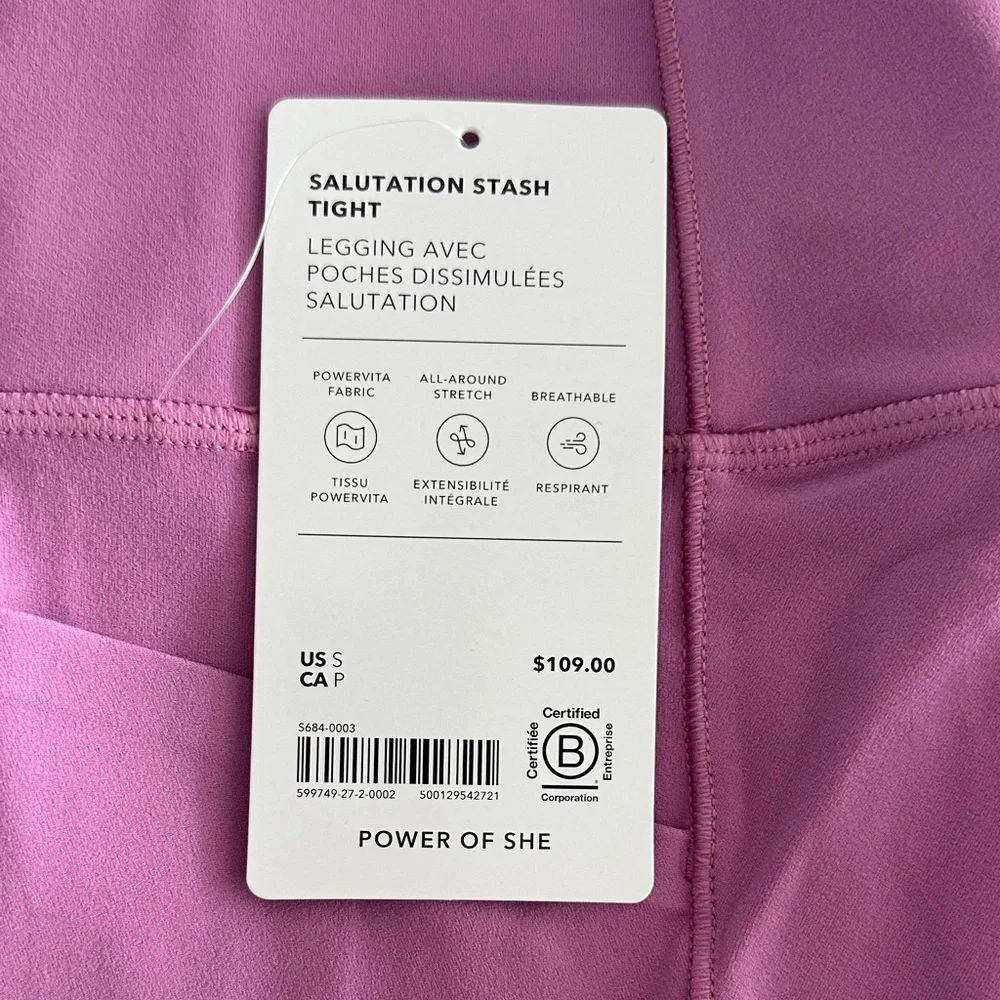 SALUTATION STASH
TIGHT
LEGGING AVEC
POCHES DISSIMULÉES
SALUTATION
POWERVITA
FABRIC
TISSU
POWERVITA
ALL-AROUND
STRETCH
EXTENSIBILITÉ
INTÉGRALE
BREATHABLE
RESPIRANT
US S
CA P
$109.00
S684-0003
599749-27-2-0002 500129542721
Certified
Certifiée
B
Entreprise
Corporation
POWER OF SHE